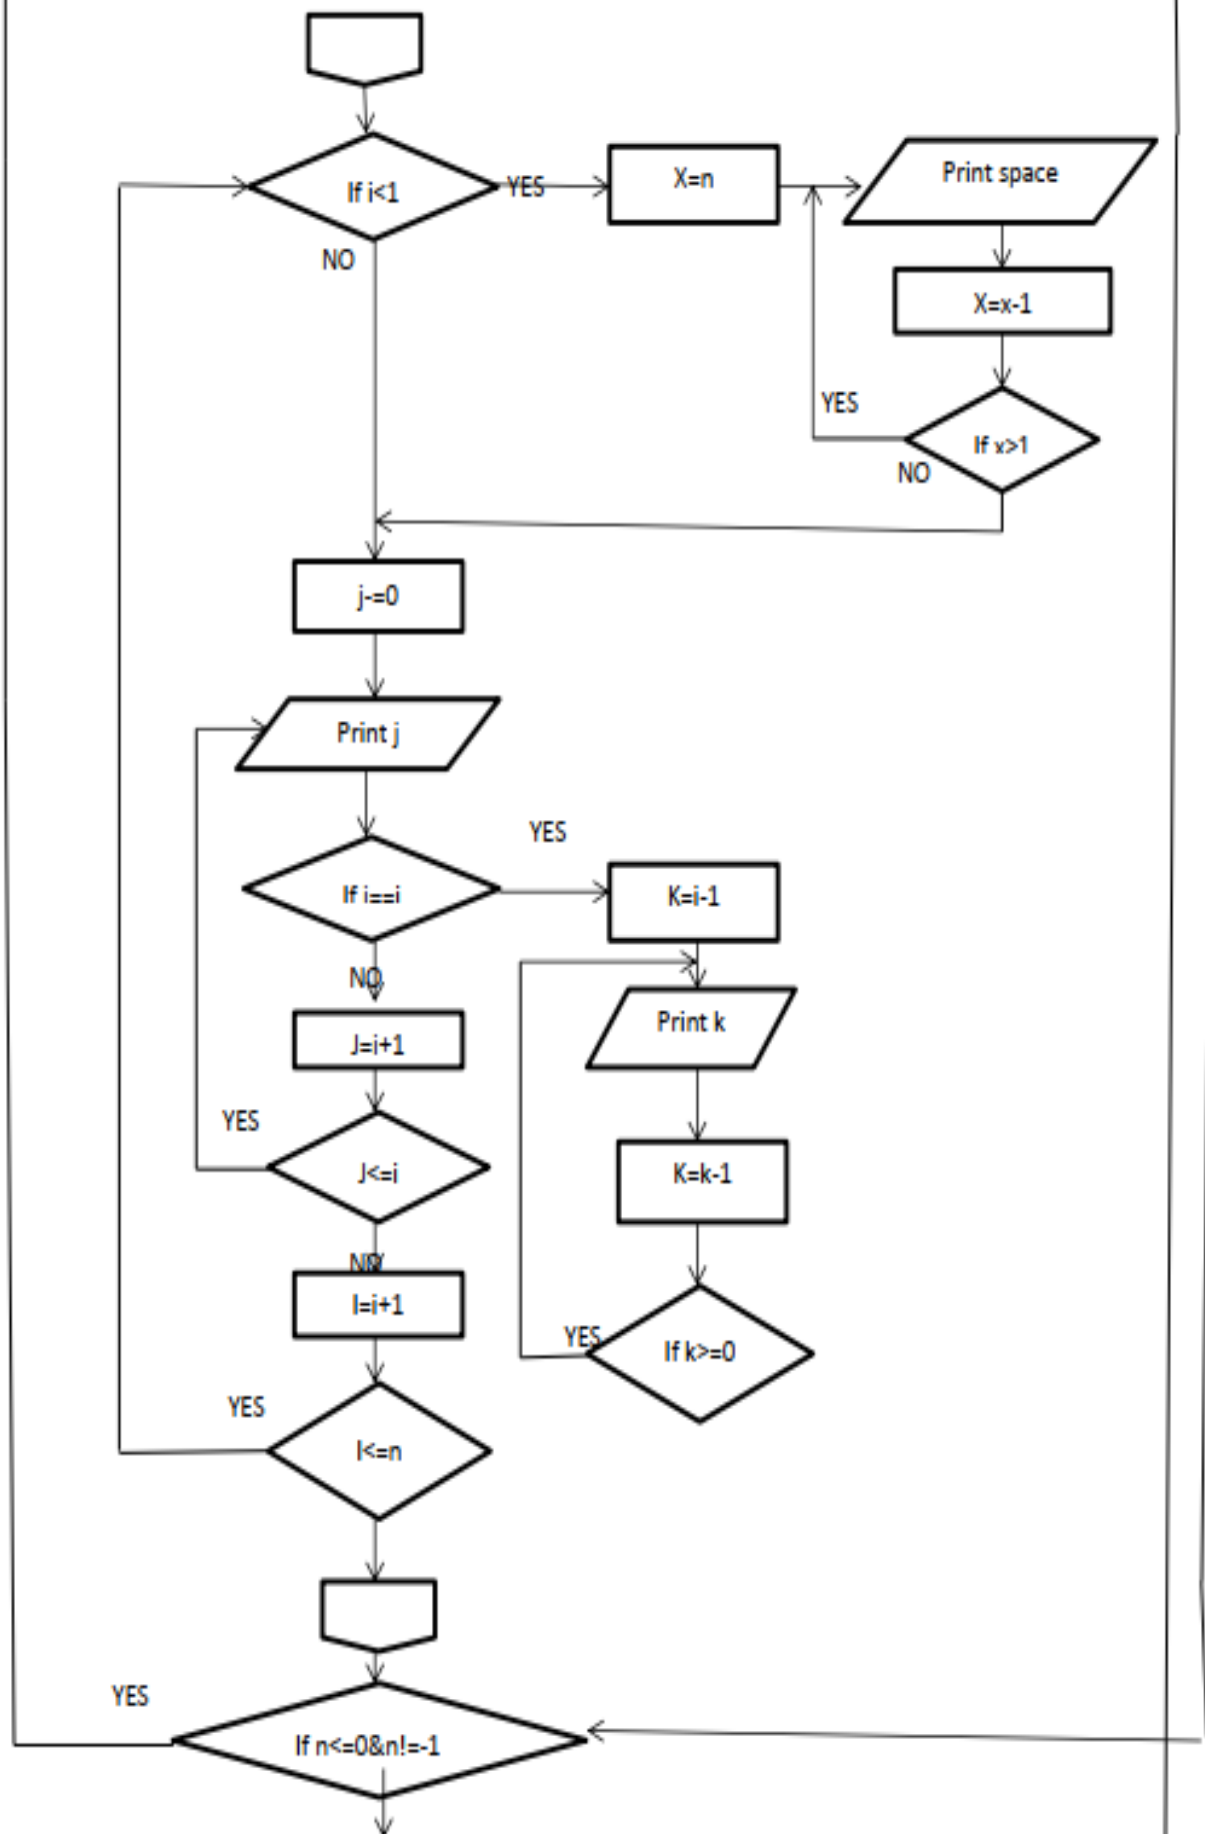 If i<1
YES
X=n
Print space
NO
X=x-1
YES
If x>1
NO
j-=0
Print j
YES
If i==i
K=i-1
NO
Print k
J=i+1
YES
J<=i
K=k-1
NO
I=i+1
YES
If k>=0
YES
I<=n
YES
If n<=0&n!=-1